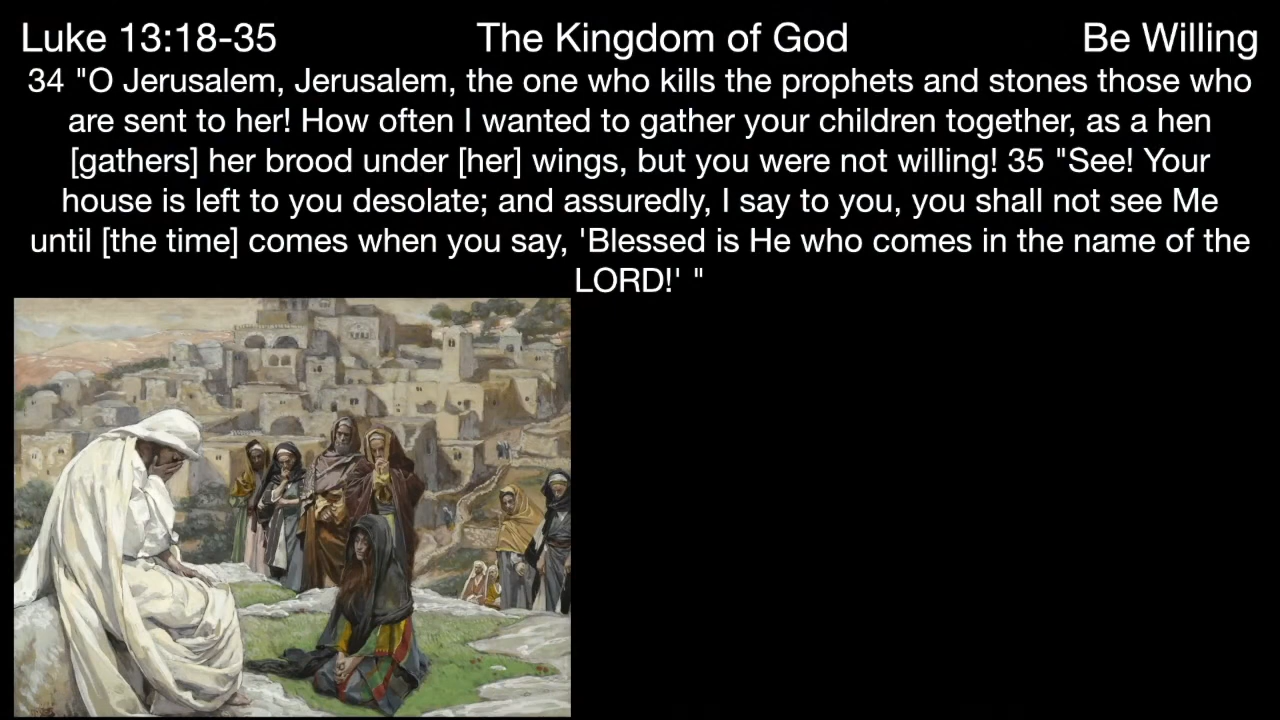 Luke 13:18-35 The Kingdom of God Be Willing
34 "O Jerusalem, Jerusalem, the one who kills the prophets and stones those who
are sent to her! How often I wanted to gather your children together, as a hen
[gathers] her brood under [her] wings, but you were not willing! 35 "See! Your
house is left to you desolate; and assuredly, I say to you, you shall not see Me
until [the time] comes when you say, 'Blessed is He who comes in the name of the
LORD!' "